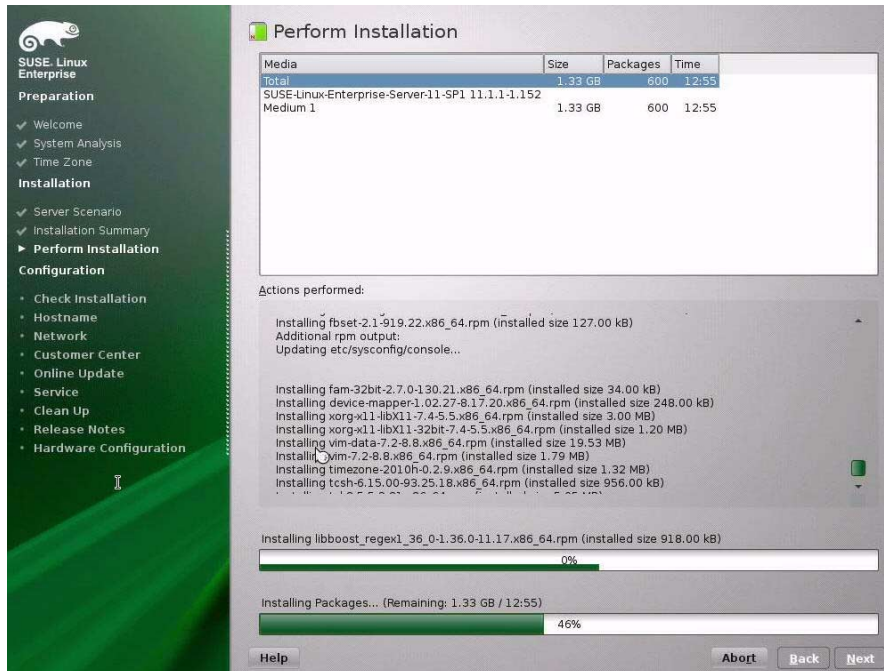 SUSE. Linux
Enterprise
Preparation
Welcome
System Analysis
Time Zone
Installation
Server Scenario
Installation Summary
Perform Installation
Configuration
Check Installation
Hostname
Network
Customer Center
Online Update
Service
Clean Up
Release Notes
Hardware Configuration
Perform Installation
Media Size Packages Time
Total 1.33 GB 600 12:55
SUSE-Linux-Enterprise-Server-11-SP1 11.1.1-1.152
Medium 1 1.33 GB 600 12:55
Actions performed:
Installing fbset-2.1-919.22.x86_64.rpm (installed size 127.00 kB)
Additional rpm output:
Updating etc/sysconfig/console...
Installing fam-32bit-2.7.0-130.21.x86_64.rpm (installed size 34.00 kB)
Installing device-mapper-1.02.27-8.17.20.x86_64.rpm (installed size 248.00 kB)
Installing xorg-x11-libX11-7.4-5.5.x86_64.rpm (installed size 3.00 MB)
Installing xorg-x11-libX11-32bit-7.4-5.5.x86_64.rpm (installed size 1.20 MB)
Installing vim-data-7.2-8.8.x86_64.rpm (installed size 19.53 MB)
Installing vim-7.2-8.8.x86_64.rpm (installed size 1.79 MB)
Installing timezone-2010h-0.2.9.x86_64.rpm (installed size 1.32 MB)
Installing tcsh-6.15.00-93.25.18.x86_64.rpm (installed size 956.00 kB)
Installing libboost_regex1_36_0-1.36.0-11.17.x86_64.rpm (installed size 918.00 kB)
0%
Installing Packages... (Remaining: 1.33 GB / 12:55)
46%
Help Abort Back Next